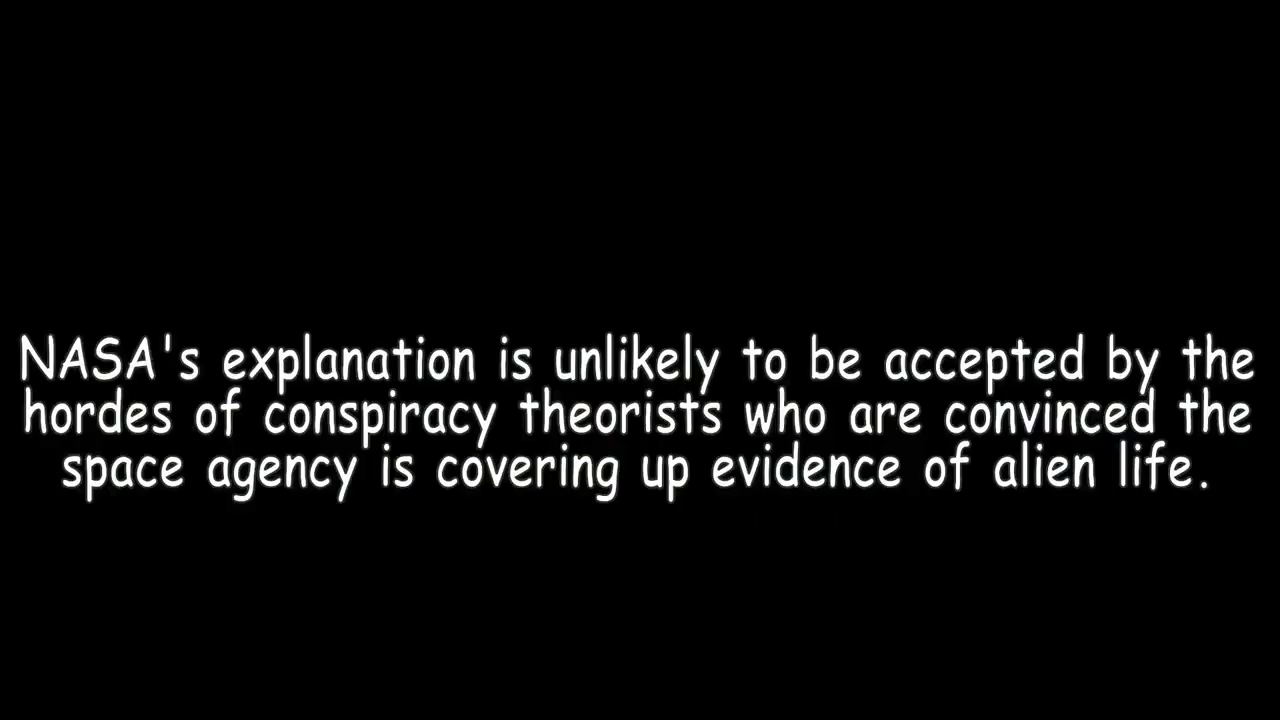 NASA's explanation is unlikely to be accepted by the
hordes of conspiracy theorists who are convinced the
space agency is covering up evidence of alien life.